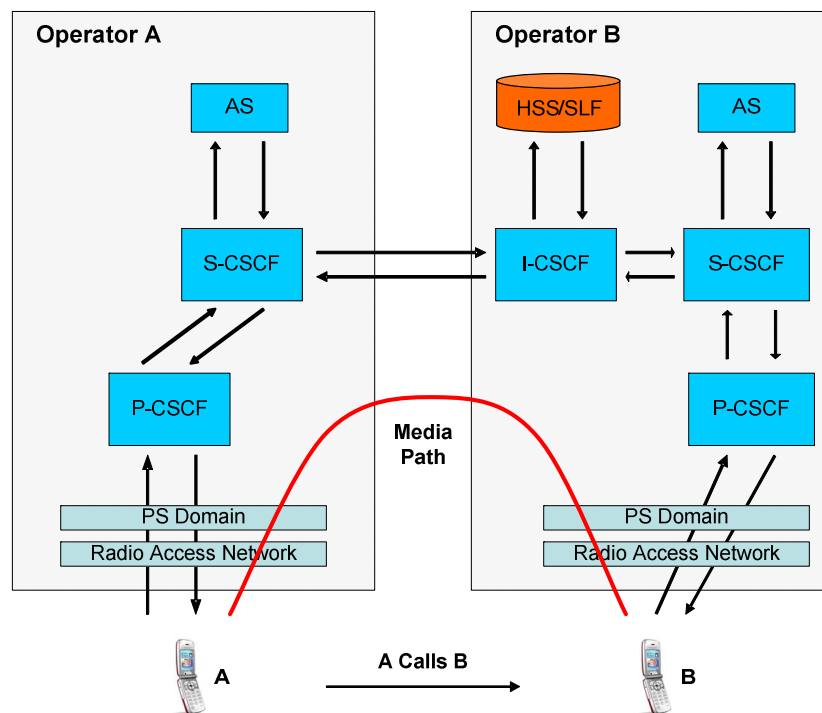 Operator A
Operator B
AS
HSS/SLF
AS
S-CSCF
I-CSCF
S-CSCF
P-CSCF
P-CSCF
Media
Path
PS Domain
PS Domain
Radio Access Network
Radio Access Network
A
A Calls B
B